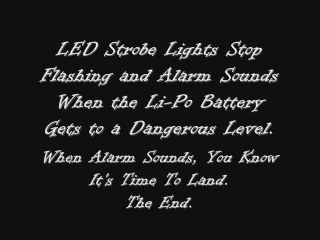 LED Strobe Lights Stop
Flashing and Alarm Sounds
When the Li-Po Battery
Gets to a Dangerous Level.
When Alarm Sounds, You Know
It's Time To Land.
The End.